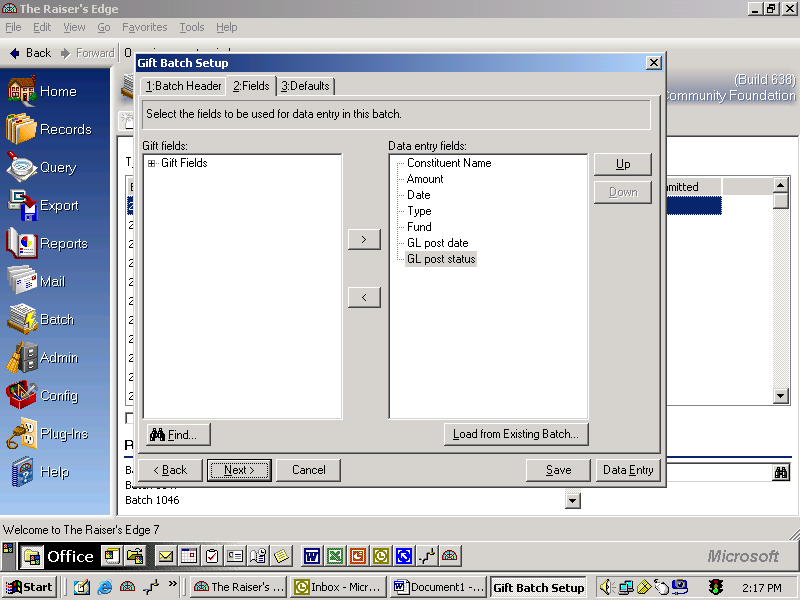 The Raiser's Edge
File Edit View Go Favorites Tools Help
Back Forward
(Build 638)
Community Foundation
Home
Records
Query
Export
Reports
Mail
Batch
Admin
Config
Plug-Ins
Help
Gift Batch Setup
1:Batch Header 2:Fields 3:Defaults
Select the fields to be used for data entry in this batch.
Gift fields: Data entry fields:
Gift Fields
Constituent Name
Amount
Date
Type
Fund
GL post date
GL post status
Up
Down
>
<
Find...
Load from Existing Batch...
< Back Next > Cancel Save Data Entry
Batch 1046
Welcome to The Raiser's Edge 7
Office
Microsoft
Start The Raiser's ... Inbox - Micr... Document1 -... Gift Batch Setup 2:17 PM